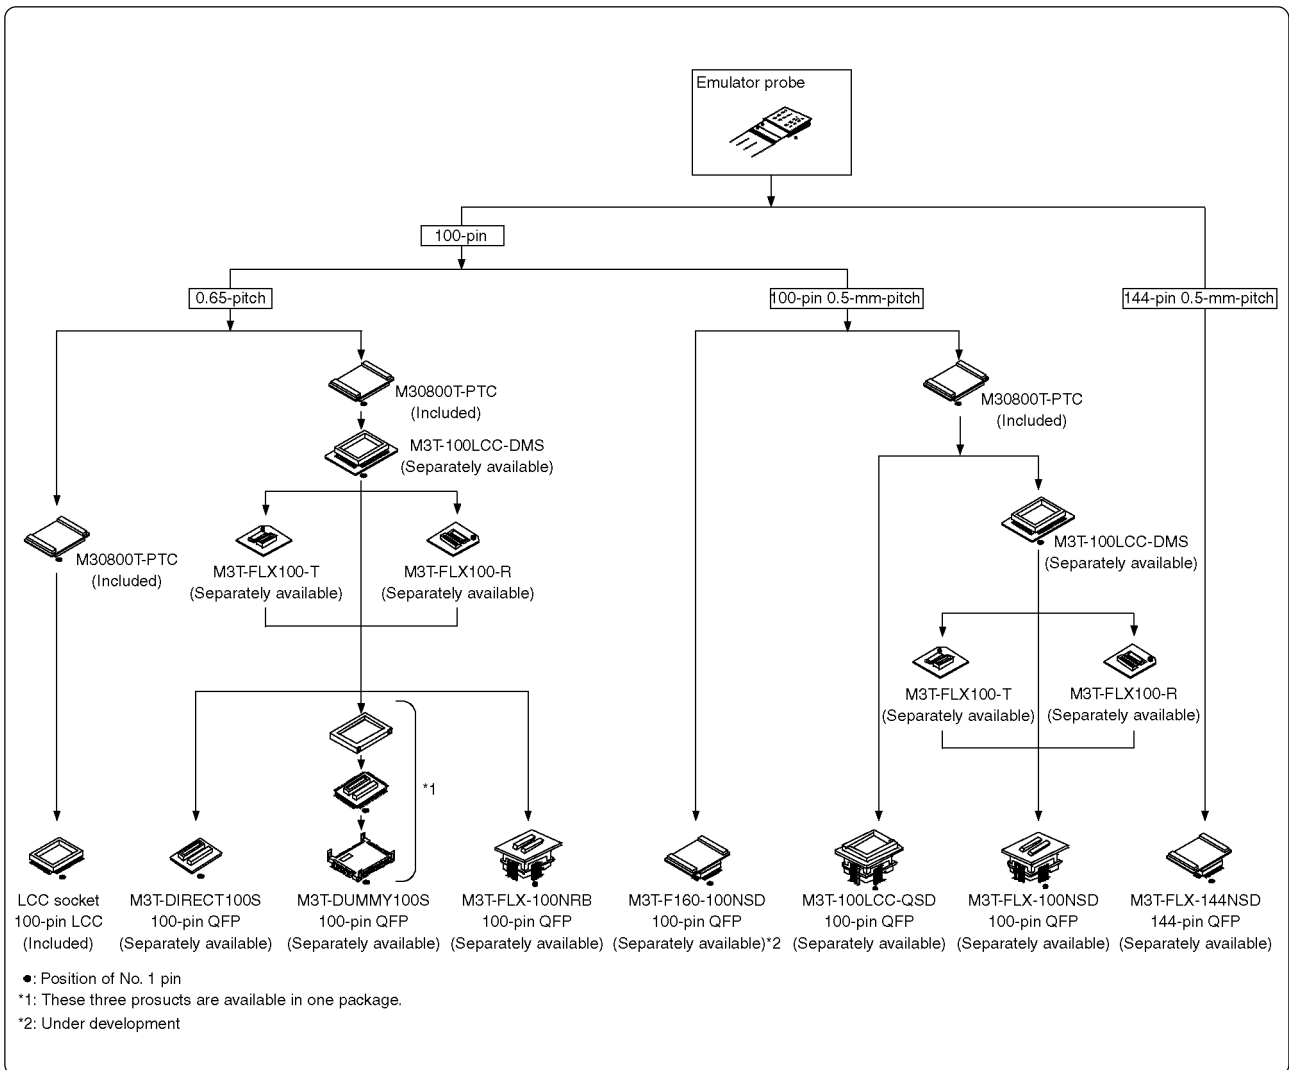 Emulator probe
100-pin
0.65-pitch
100-pin 0.5-mm-pitch
144-pin 0.5-mm-pitch
M30800T-PTC
(Included)
M3T-100LCC-DMS
(Separately available)
M30800T-PTC
(Included)
M30800T-PTC
(Included)
M3T-FLX100-T
(Separately available)
M3T-FLX100-R
(Separately available)
M3T-100LCC-DMS
(Separately available)
M3T-FLX100-T
(Separately available)
M3T-FLX100-R
(Separately available)
*1
LCC socket
100-pin LCC
(Included)
M3T-DIRECT100S
100-pin QFP
(Separately available)
M3T-DUMMY100S
100-pin QFP
(Separately available)
M3T-FLX-100NRB
100-pin QFP
(Separately available)
M3T-F160-100NSD
100-pin QFP
(Separately available)*2
M3T-100LCC-QSD
100-pin QFP
(Separately available)
M3T-FLX-100NSD
100-pin QFP
(Separately available)
M3T-FLX-144NSD
144-pin QFP
(Separately available)
●: Position of No. 1 pin
*1: These three prosucts are available in one package.
*2: Under development